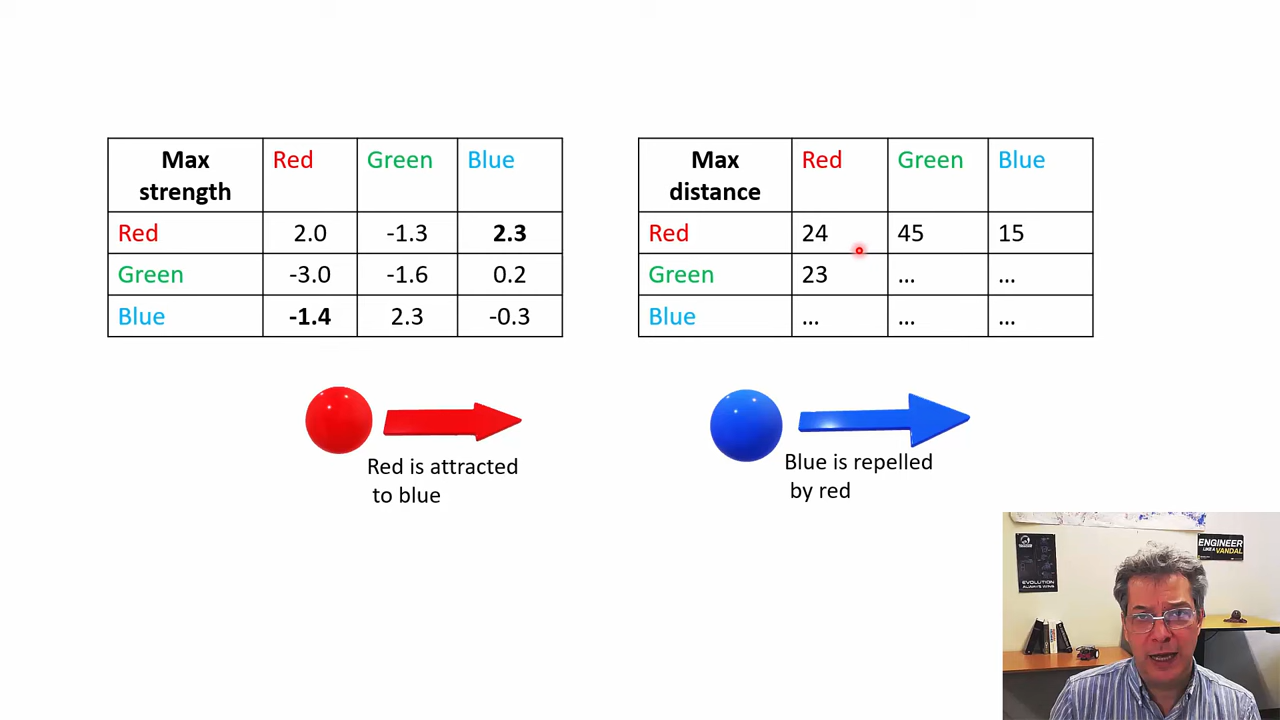 Max strength Red Green Blue
Red 2.0 -1.3 2.3
Green -3.0 -1.6 0.2
Blue -1.4 2.3 -0.3
Max distance Red Green Blue
Red 24 45 15
Green 23 ... ...
Blue ... ... ...
Red is attracted
to blue
Blue is repelled
by red
EVOLUTION
ALWAYS WINS
ENGINEER
LIKE A VANDAL